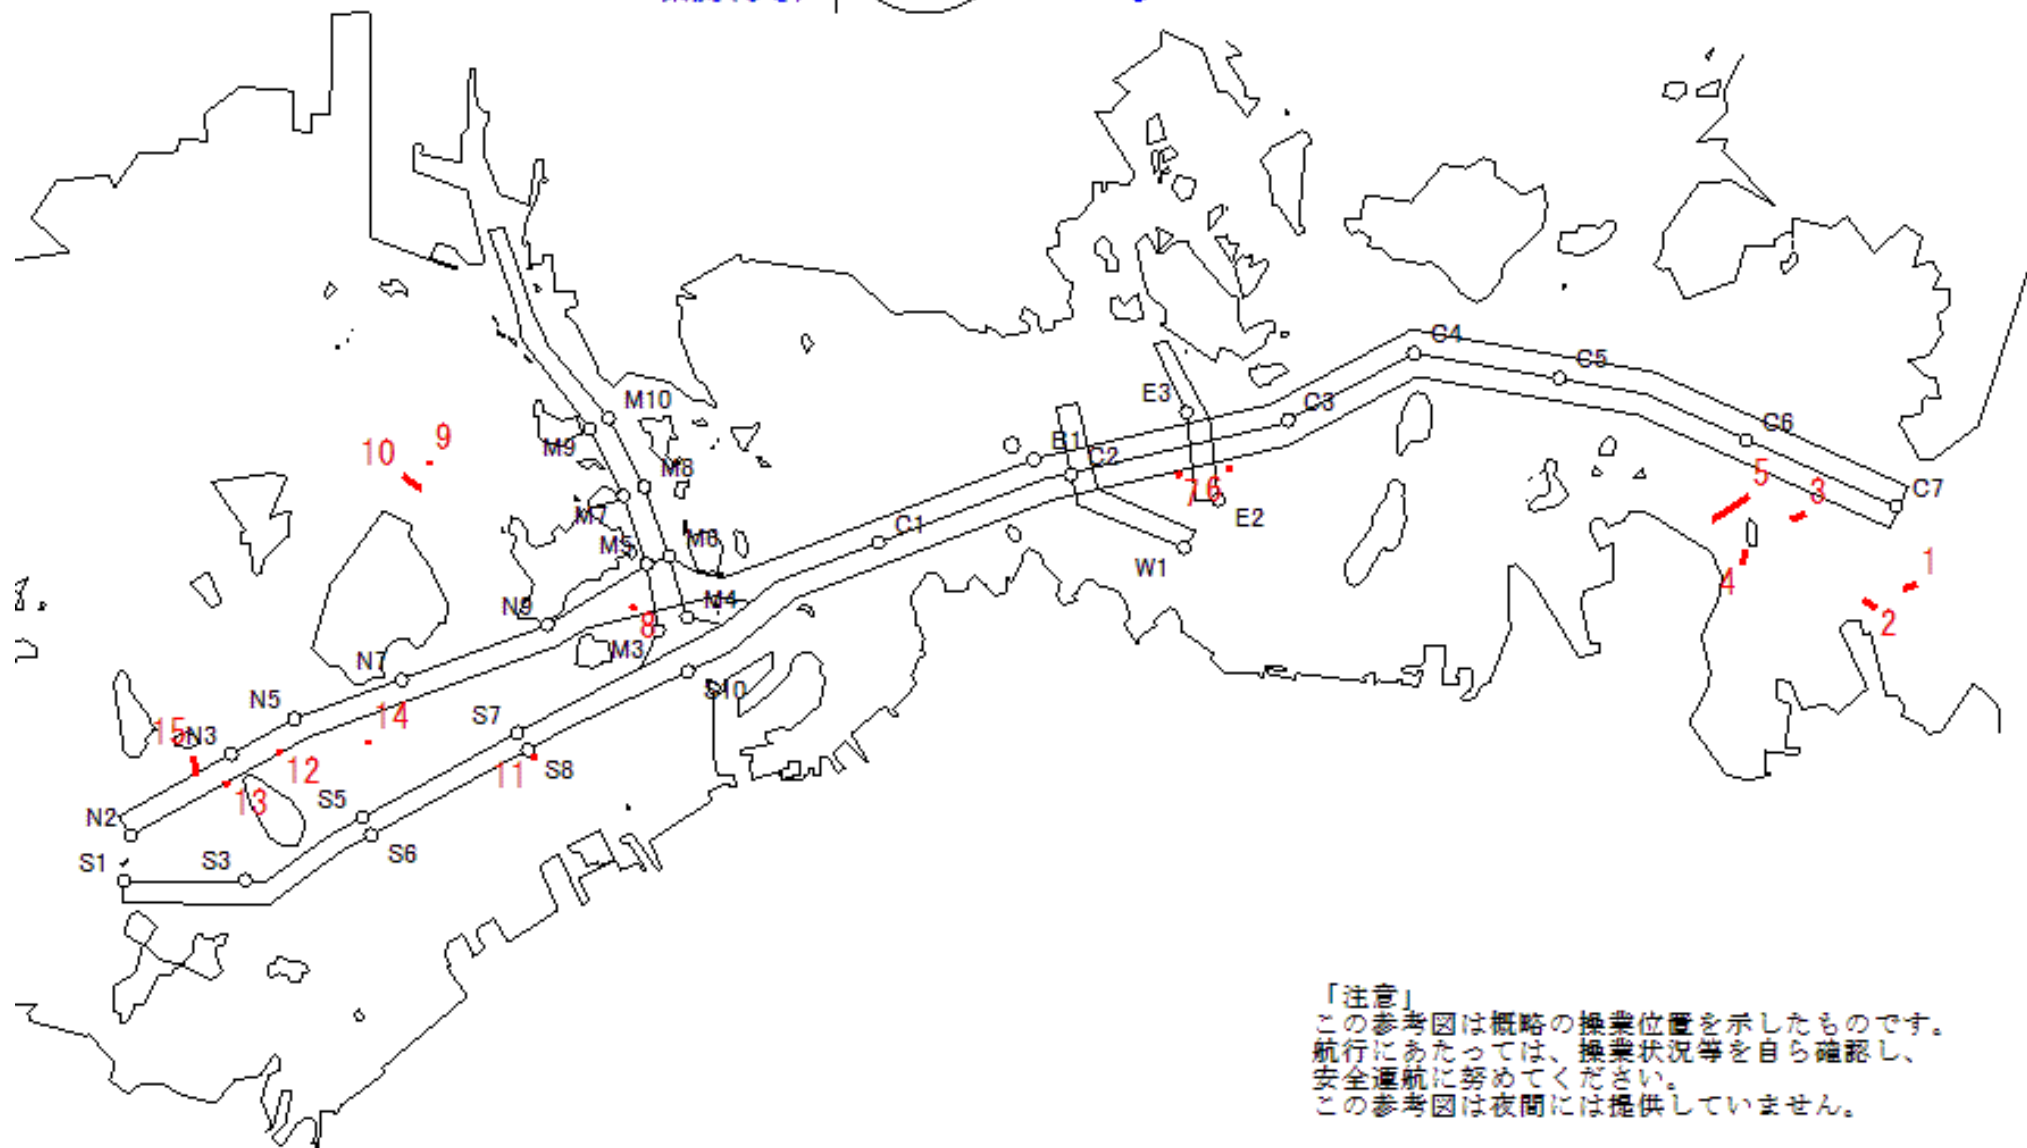 C4
C5
E3
C3
M10
C6
9
10
M9
B1
M8
C2
5
7
6
3
C7
M7
E2
C1
M5
M6
W1
1
4
N9
M4
8
2
M3
N7
S10
N5
14
S7
15
N3
12
11
S8
13
S5
N2
S6
S1
S3
「注意」
この参考図は概略の操業位置を示したものです。
航行にあたっては、操業状況等を自ら確認し、
安全運航に努めてください。
この参考図は夜間には提供していません。